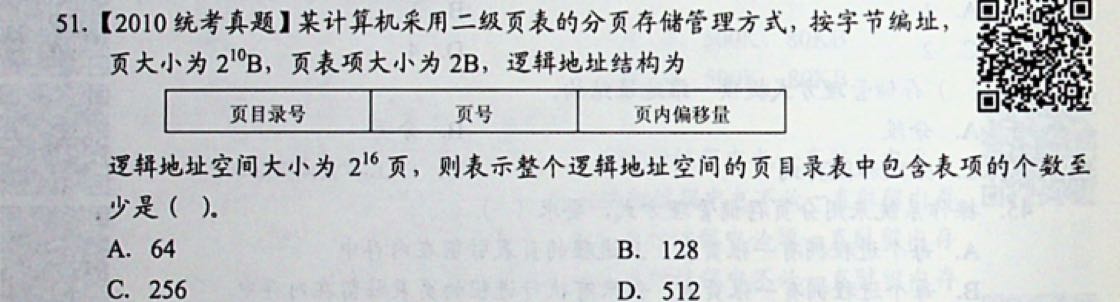 51.【2010 统考真题】某计算机采用二级页表的分页存储管理方式，按字节编址，
页大小为 2¹⁰B，页表项大小为 2B，逻辑地址结构为
页目录号 页号 页内偏移量
逻辑地址空间大小为 2¹⁶ 页，则表示整个逻辑地址空间的页目录表中包含表项的个数至
少是（ ）。
A. 64 B. 128
C. 256 D. 512